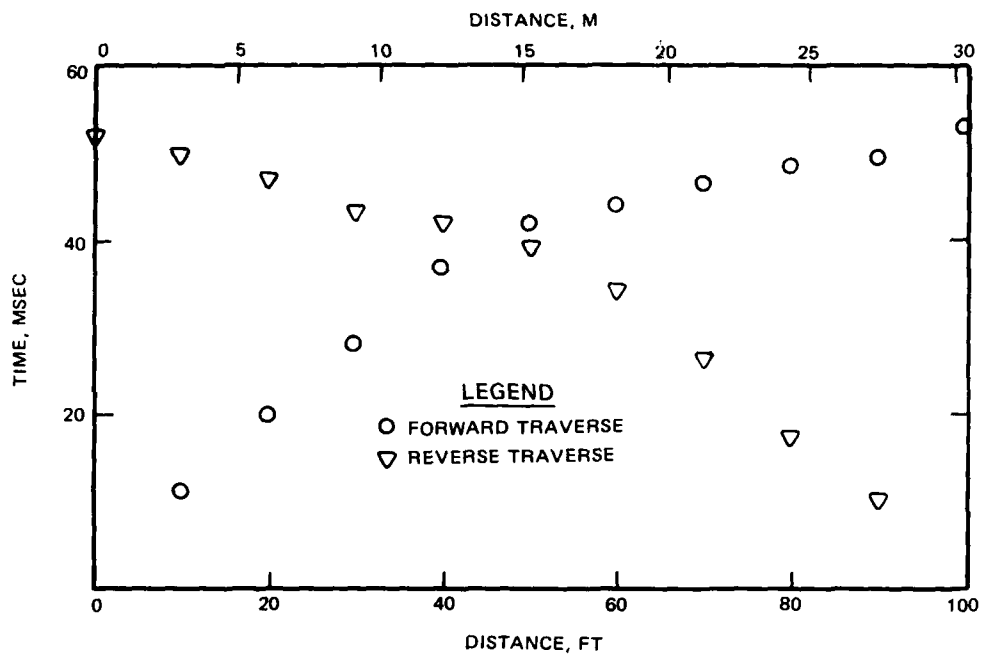 DISTANCE, M
0 5 10 15 20 25 30
60
40
20
TIME, MSEC
LEGEND
FORWARD TRAVERSE
REVERSE TRAVERSE
0 20 40 60 80 100
DISTANCE, FT